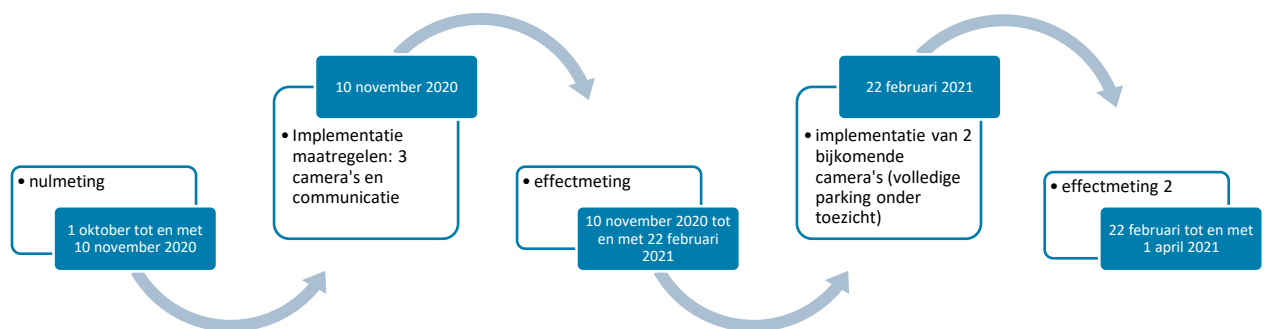 • nulmeting
1 oktober tot en met
10 november 2020
10 november 2020
• Implementatie
maatregelen: 3
camera's en
communicatie
• effectmeting
10 november 2020 tot
en met 22 februari
2021
22 februari 2021
• implementatie van 2
bijkomende
camera's (volledige
parking onder
toezicht)
• effectmeting 2
22 februari tot en met
1 april 2021